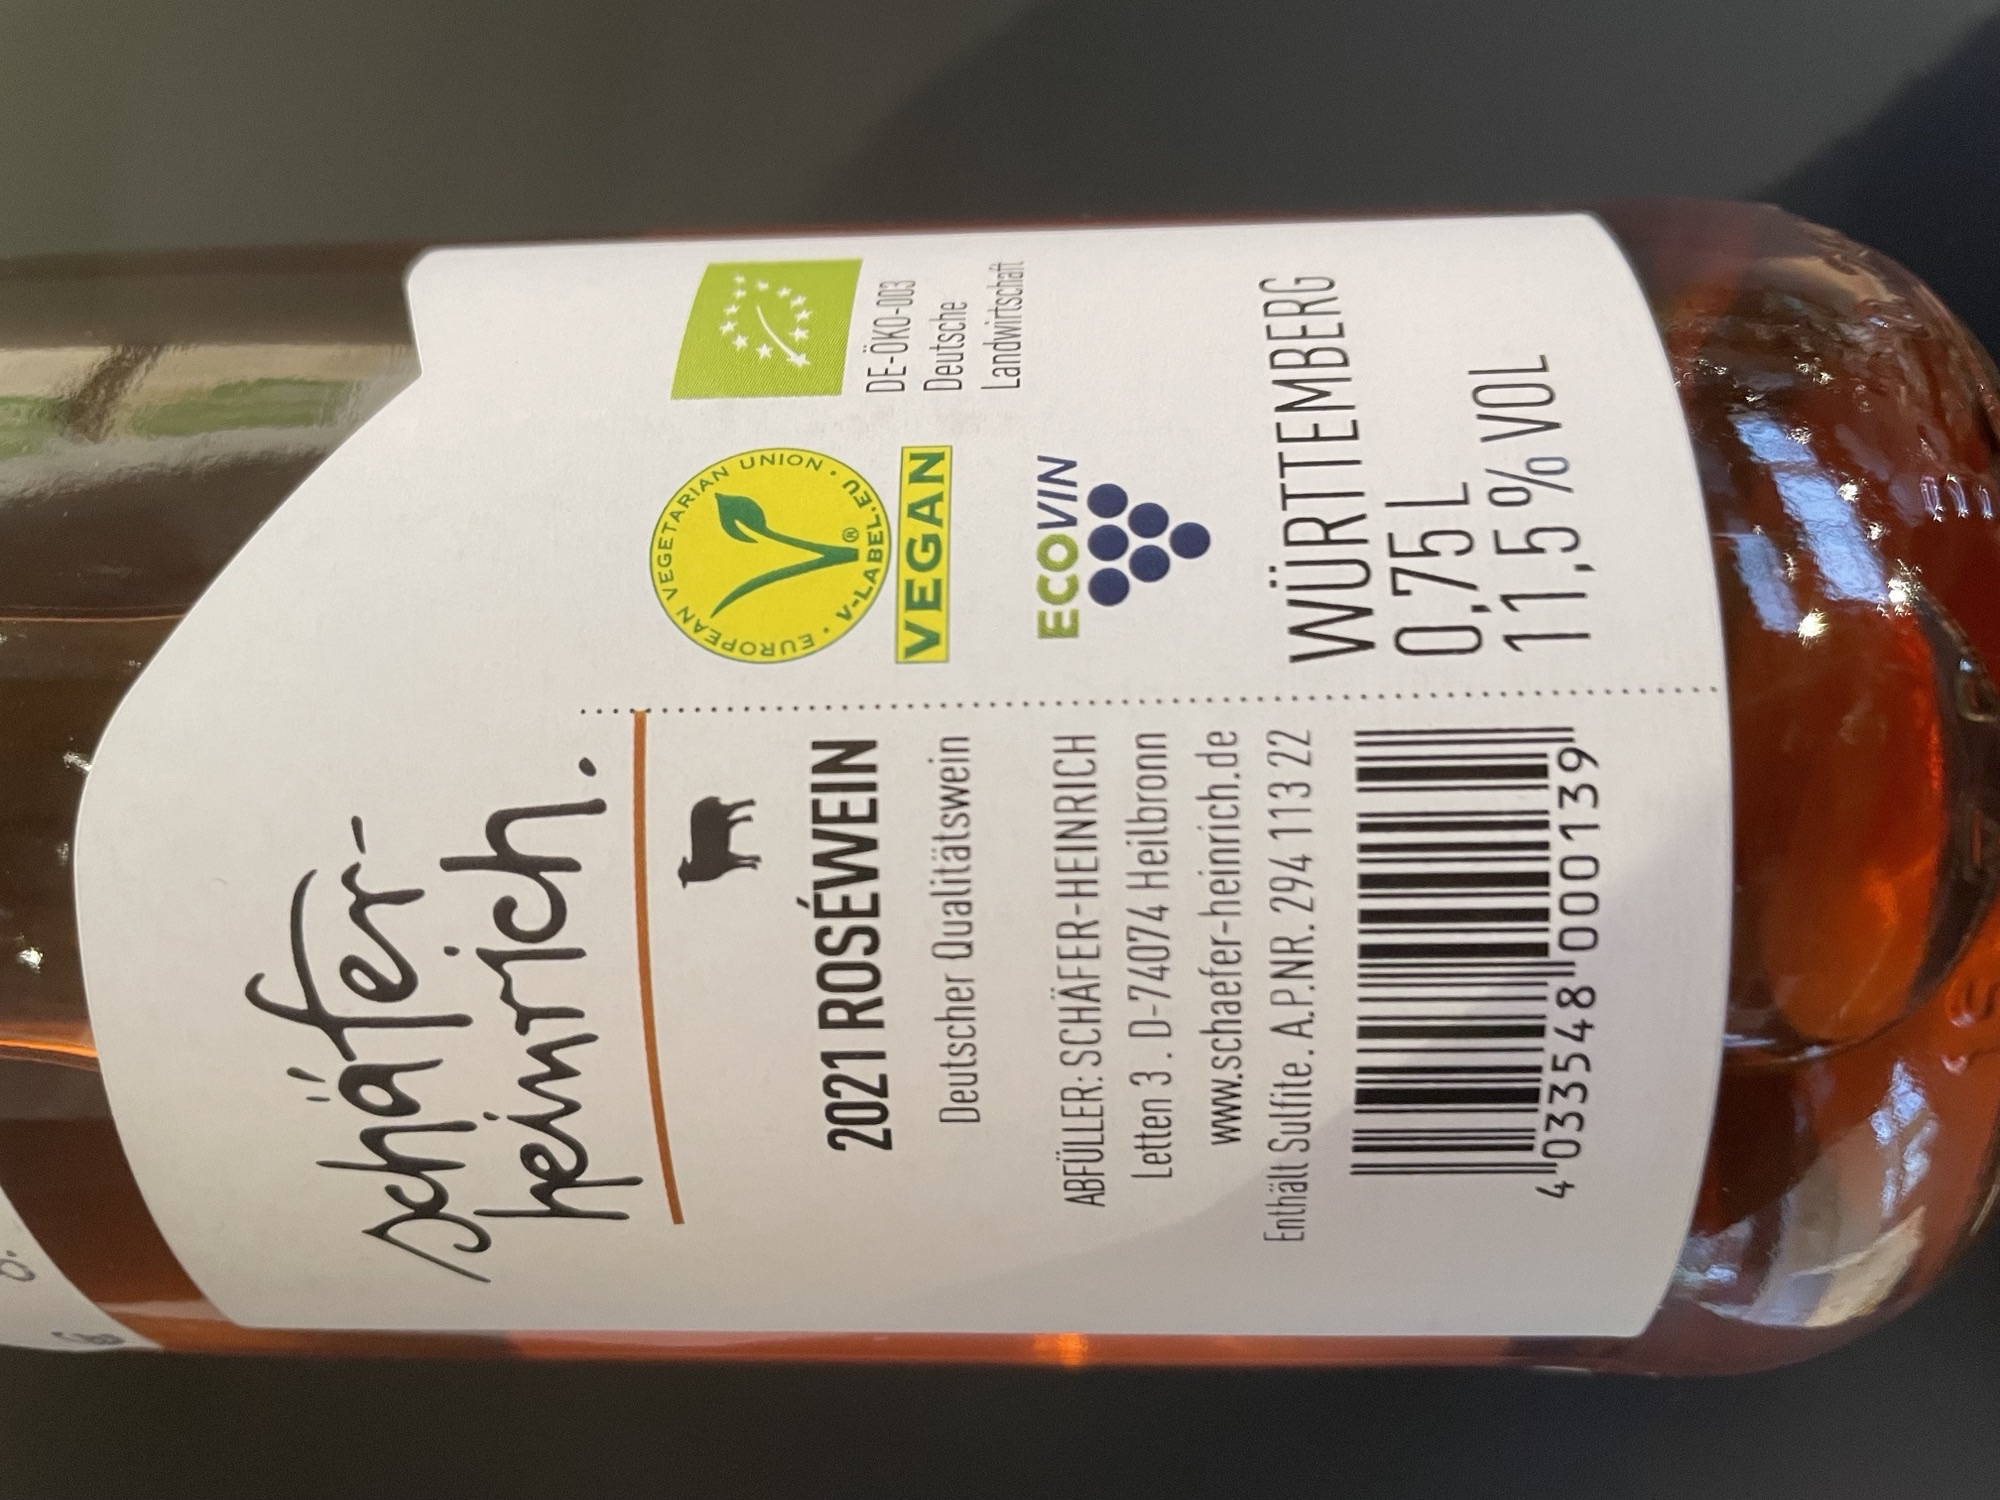 schäfer-
heinrich.
2021 ROSÉWEIN
Deutscher Qualitätswein
ABFÜLLER: SCHÄFER-HEINRICH
Letten 3 . D-74074 Heilbronn
www.schaefer-heinrich.de
Enthält Sulfite. A.P.NR. 294 113 22
4 033548 000139
EUROPEAN VEGETARIAN UNION • V-LABEL.EU •
®
VEGAN
DE-ÖKO-003
Deutsche
Landwirtschaft
ECOVIN
WÜRTTEMBERG
0,75 L
11,5 % VOL